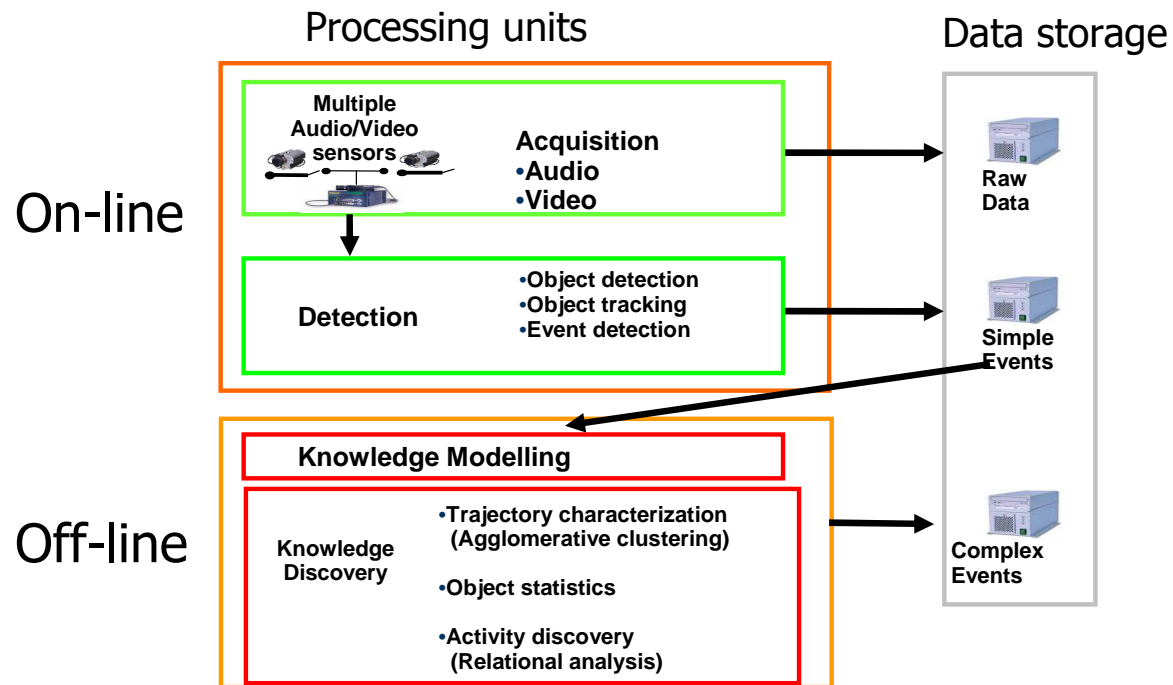 Processing units
Data storage
On-line
Multiple
Audio/Video
sensors
Acquisition
•Audio
•Video
Raw
Data
Detection
•Object detection
•Object tracking
•Event detection
Simple
Events
Off-line
Knowledge Modelling
Knowledge
Discovery
•Trajectory characterization
(Agglomerative clustering)
•Object statistics
•Activity discovery
(Relational analysis)
Complex
Events